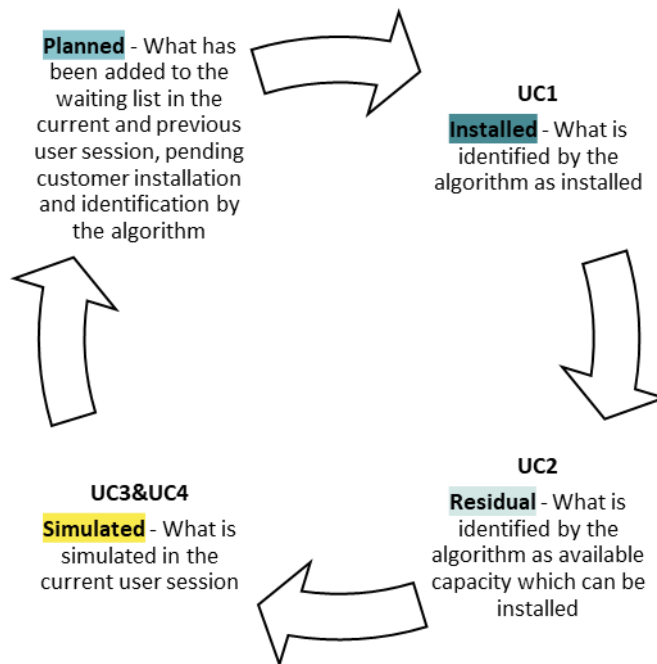 Planned - What has
been added to the
waiting list in the
current and previous
user session, pending
customer installation
and identification by
the algorithm
UC1
Installed - What is
identified by the
algorithm as installed
UC2
Residual - What is
identified by the
algorithm as available
capacity which can be
installed
UC3&UC4
Simulated - What is
simulated in the
current user session